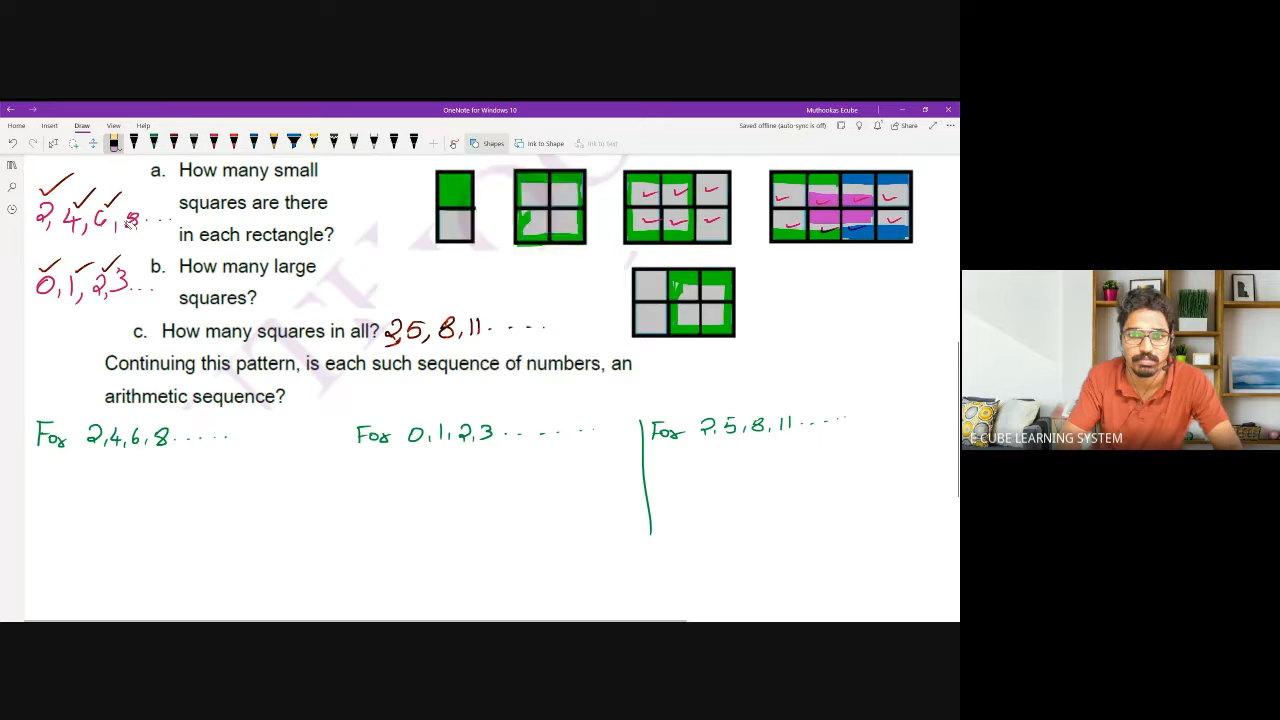 OneNote for Windows 10
Muthookas Ecube
Home Insert Draw View Help
Saved offline (auto-sync is off) Share
Shapes Ink to Shape Ink to Text
a. How many small
squares are there
in each rectangle?
2, 4, 6, 8 ....
b. How many large
squares?
0, 1, 2, 3 ...
c. How many squares in all? 2, 5, 8, 11 ....
Continuing this pattern, is each such sequence of numbers, an
arithmetic sequence?
For 2, 4, 6, 8 .....
For 0, 1, 2, 3 .....
For 2, 5, 8, 11 .....
E CUBE LEARNING SYSTEM